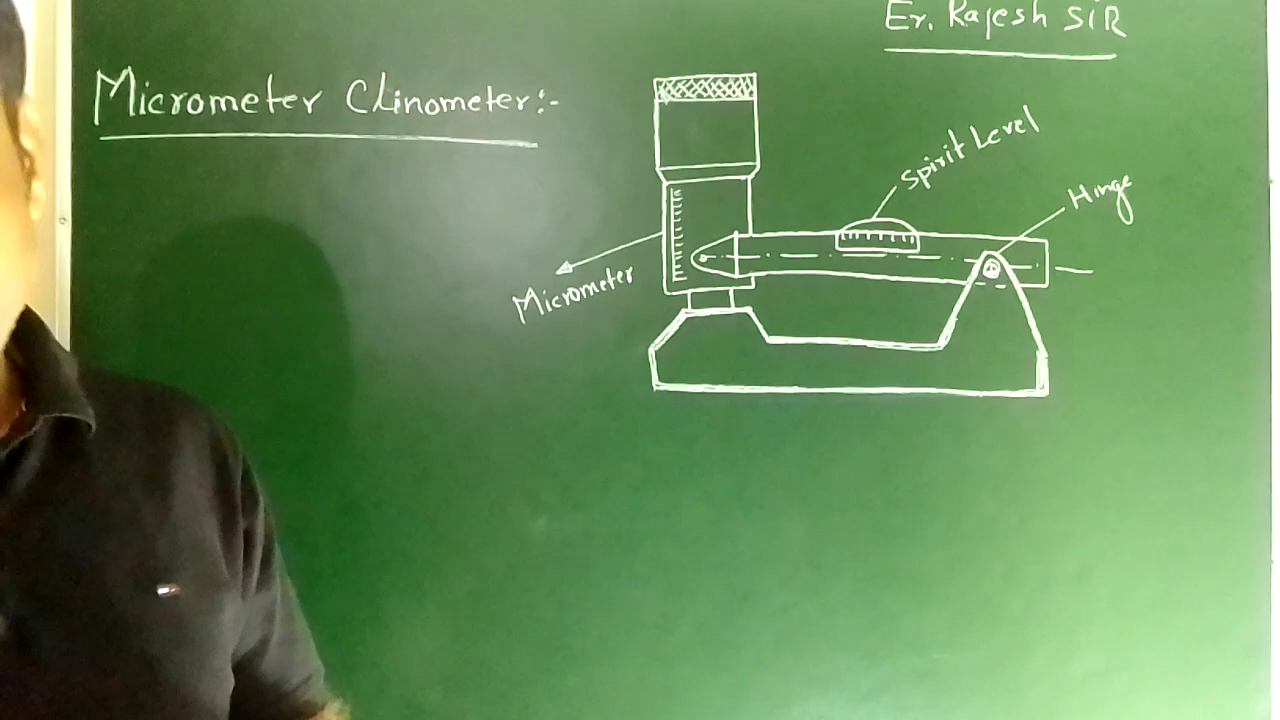 Er. Rajesh SIR
Micrometer Clinometer:-
Spirit Level
Hinge
Micrometer